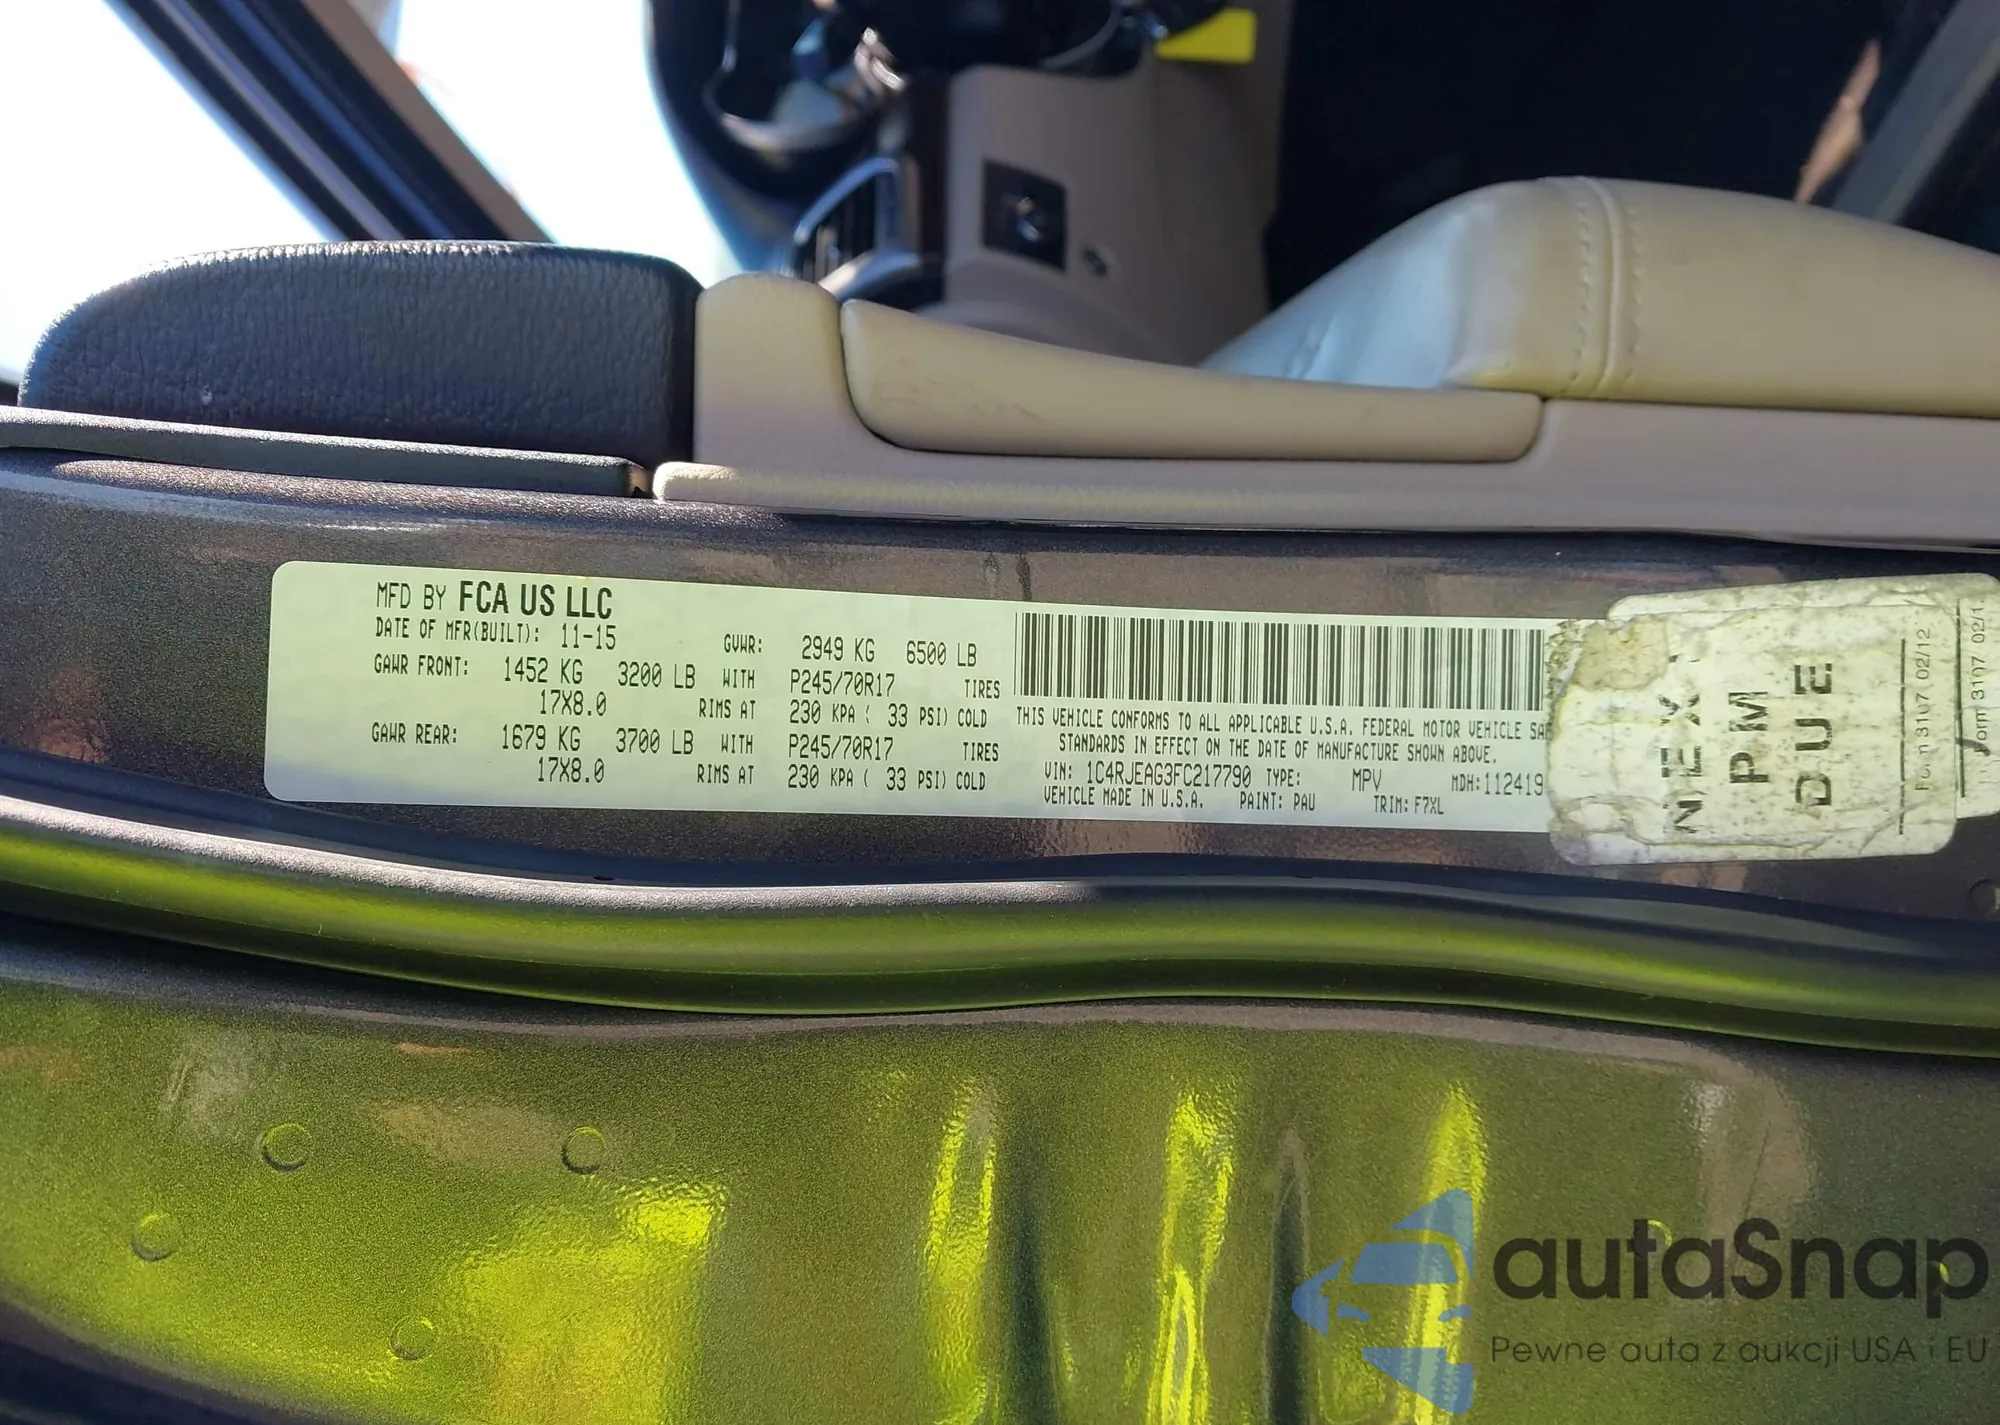 MFD BY FCA US LLC
DATE OF MFR(BUILT): 11-15 GVWR: 2949 KG 6500 LB
GAWR FRONT: 1452 KG 3200 LB WITH P245/70R17 TIRES
17X8.0 RIMS AT 230 KPA ( 33 PSI) COLD
GAWR REAR: 1679 KG 3700 LB WITH P245/70R17 TIRES
17X8.0 RIMS AT 230 KPA ( 33 PSI) COLD
THIS VEHICLE CONFORMS TO ALL APPLICABLE U.S.A. FEDERAL MOTOR VEHICLE SAF
STANDARDS IN EFFECT ON THE DATE OF MANUFACTURE SHOWN ABOVE.
VIN: 1C4RJEAG3FC217790 TYPE: MPV MDH:112419
VEHICLE MADE IN U.S.A. PAINT: PAU TRIM: F7XL
NEX
PM
DUE
Form 3107 02/12
Form 3107 02/1
autaSnap
Pewne auta z aukcji USA i EU